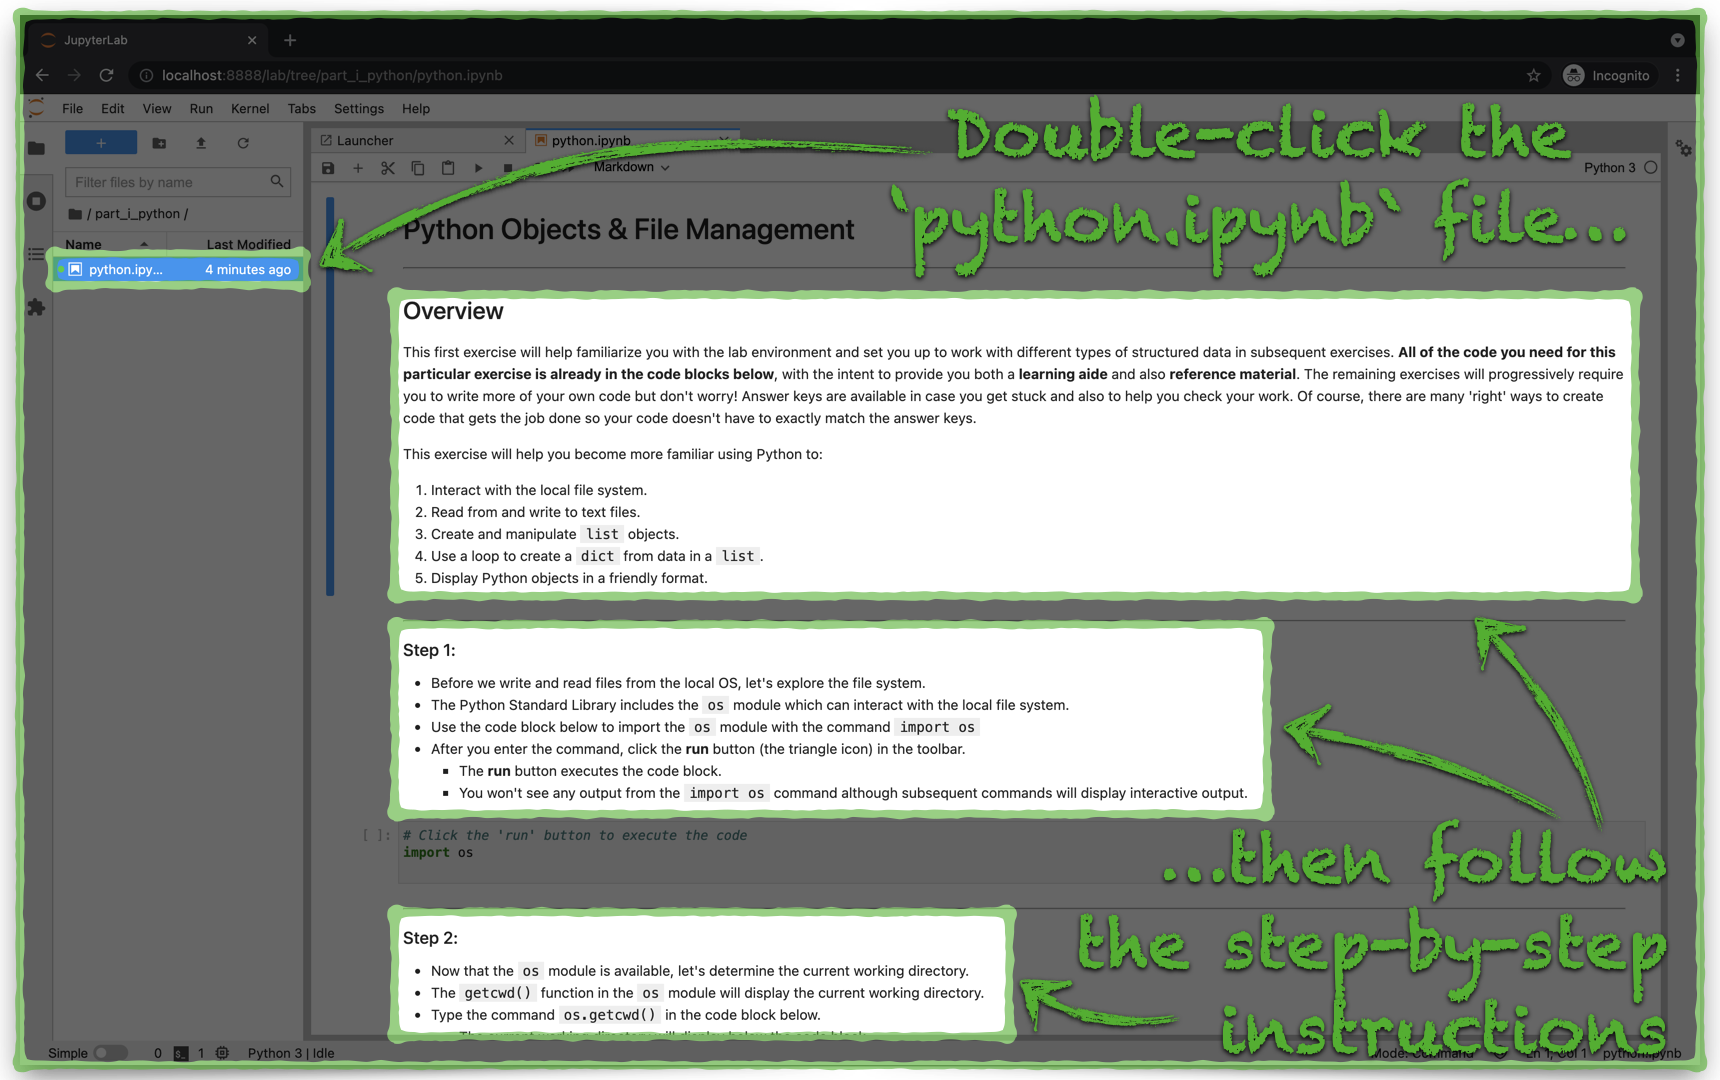 JupyterLab
localhost:8888/lab/tree/part_i_python/python.ipynb
Incognito
File Edit View Run Kernel Tabs Settings Help
Double-click the
`python.ipynb` file...
Launcher
python.ipynb
Filter files by name
Markdown
Python 3
/ part_i_python /
Name Last Modified
python.ipy... 4 minutes ago
Python Objects & File Management
Overview
This first exercise will help familiarize you with the lab environment and set you up to work with different types of structured data in subsequent exercises. All of the code you need for this
particular exercise is already in the code blocks below, with the intent to provide you both a learning aide and also reference material. The remaining exercises will progressively require
you to write more of your own code but don't worry! Answer keys are available in case you get stuck and also to help you check your work. Of course, there are many 'right' ways to create
code that gets the job done so your code doesn't have to exactly match the answer keys.
This exercise will help you become more familiar using Python to:
1. Interact with the local file system.
2. Read from and write to text files.
3. Create and manipulate list objects.
4. Use a loop to create a dict from data in a list.
5. Display Python objects in a friendly format.
Step 1:
• Before we write and read files from the local OS, let's explore the file system.
• The Python Standard Library includes the os module which can interact with the local file system.
• Use the code block below to import the os module with the command import os
• After you enter the command, click the run button (the triangle icon) in the toolbar.
▪ The run button executes the code block.
▪ You won't see any output from the import os command although subsequent commands will display interactive output.
[ ]: # Click the 'run' button to execute the code
import os
...then follow
the step-by-step
instructions
Step 2:
• Now that the os module is available, let's determine the current working directory.
• The getcwd() function in the os module will display the current working directory.
• Type the command os.getcwd() in the code block below.
The current working directory will display below the code block.
Simple 0 1 Python 3 | Idle
Mode: Command Ln 1, Col 1 python.ipynb